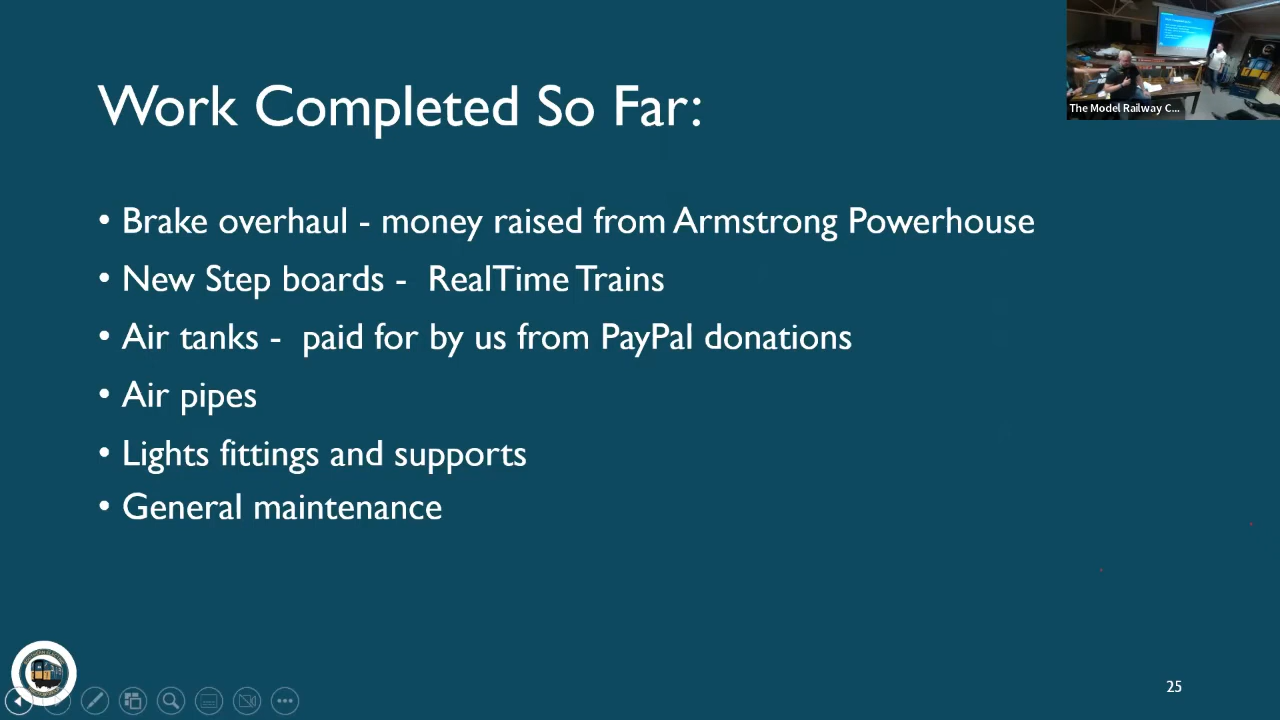 The Model Railway C...
Work Completed So Far:
• Brake overhaul - money raised from Armstrong Powerhouse
• New Step boards - RealTime Trains
• Air tanks - paid for by us from PayPal donations
• Air pipes
• Lights fittings and supports
• General maintenance
25